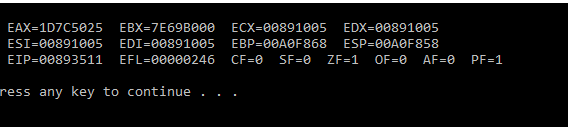 EAX=1D7C5025 EBX=7E69B000 ECX=00891005 EDX=00891005
ESI=00891005 EDI=00891005 EBP=00A0F868 ESP=00A0F858
EIP=00893511 EFL=00000246 CF=0 SF=0 ZF=1 OF=0 AF=0 PF=1
ress any key to continue . . .